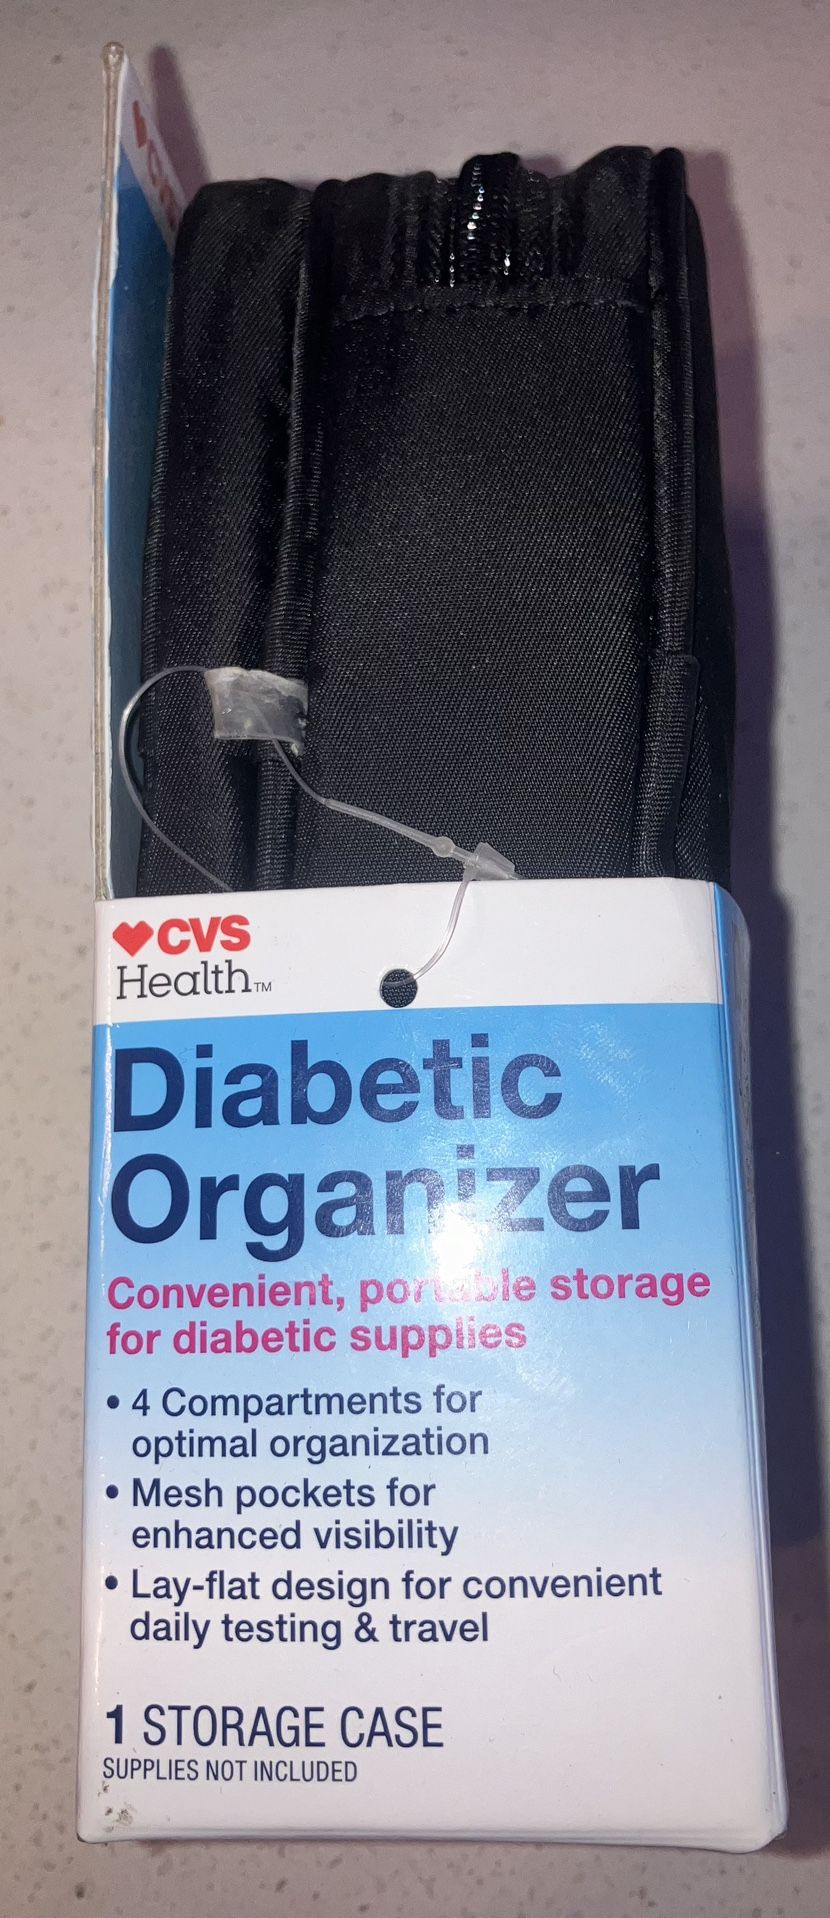 CVS
Health™
Diabetic
Organizer
Convenient, portable storage
for diabetic supplies
• 4 Compartments for
optimal organization
• Mesh pockets for
enhanced visibility
• Lay-flat design for convenient
daily testing & travel
1 STORAGE CASE
SUPPLIES NOT INCLUDED